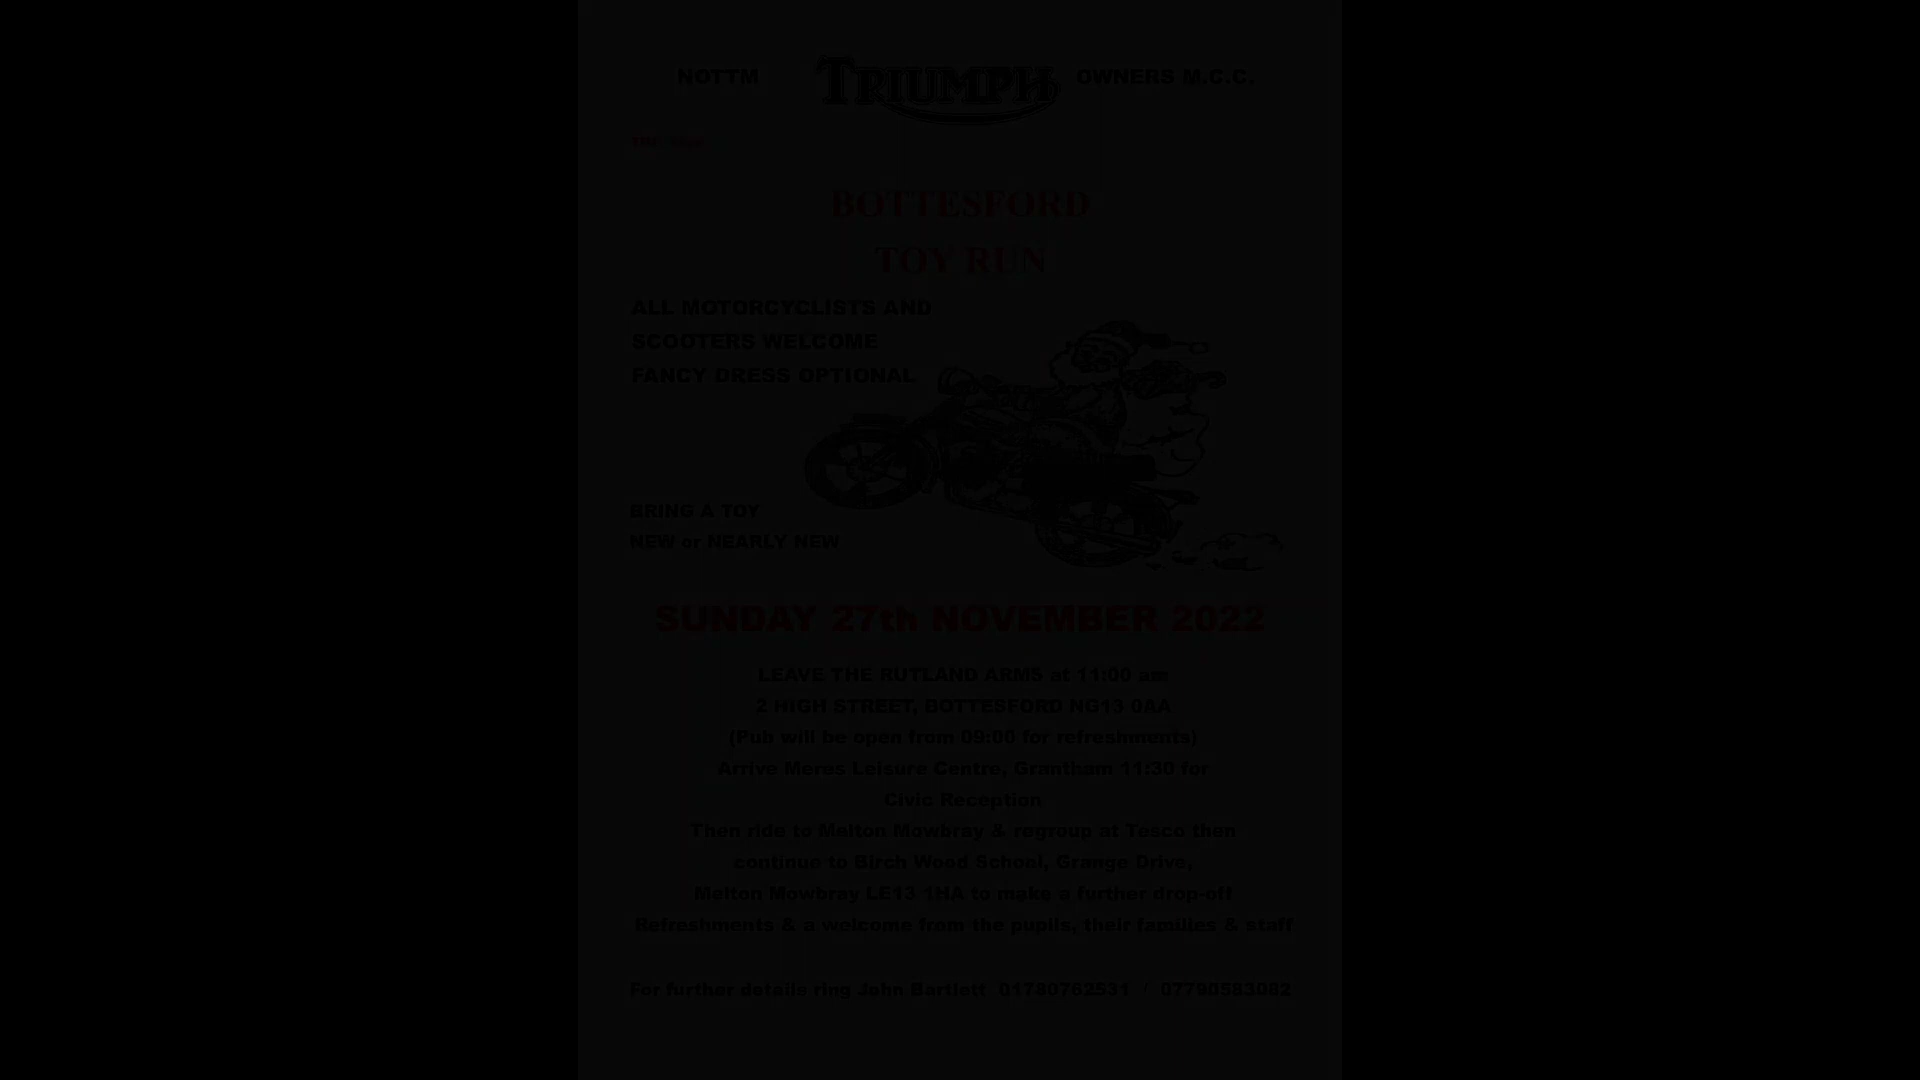 NOTTM TRIUMPH OWNERS M.C.C.
BOTTESFORD
TOY RUN
ALL MOTORCYCLISTS AND
SCOOTERS WELCOME
FANCY DRESS OPTIONAL
BRING A TOY
NEW or NEARLY NEW
SUNDAY 27th NOVEMBER 2022
LEAVE THE RUTLAND ARMS at 11:00 am
2 HIGH STREET, BOTTESFORD NG13 0AA
(Pub will be open from 09:00 for refreshments)
Arrive Meres Leisure Centre, Grantham 11:30 for
Civic Reception
Then ride to Melton Mowbray & regroup at Tesco then
continue to Birch Wood School, Grange Drive,
Melton Mowbray LE13 1HA to make a further drop-off
Refreshments & a welcome from the pupils, their families & staff
For further details ring John Bartlett 01780762531 / 07790583082